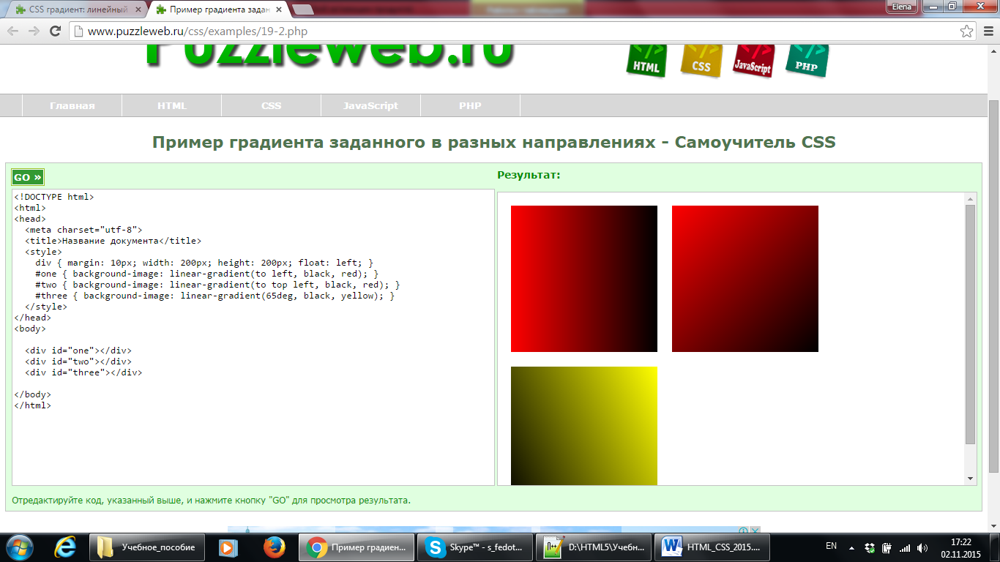 CSS градиент: линейный
Пример градиента задан
Elena
www.puzzleweb.ru/css/examples/19-2.php
Puzzleweb.ru
HTML
CSS
JavaScript
PHP
Главная
HTML
CSS
JavaScript
PHP
Пример градиента заданного в разных направлениях - Самоучитель CSS
GO »
Результат:
<!DOCTYPE html>
<html>
<head>
  <meta charset="utf-8">
  <title>Название документа</title>
  <style>
    div { margin: 10px; width: 200px; height: 200px; float: left; }
    #one { background-image: linear-gradient(to left, black, red); }
    #two { background-image: linear-gradient(to top left, black, red); }
    #three { background-image: linear-gradient(65deg, black, yellow); }
  </style>
</head>
<body>
  <div id="one"></div>
  <div id="two"></div>
  <div id="three"></div>
</body>
</html>
Отредактируйте код, указанный выше, и нажмите кнопку "GO" для просмотра результата.
Учебное_пособие
Пример градиен...
Skype™ - s_fedot...
D:\HTML5\Учебн...
HTML_CSS_2015....
EN
17:22
02.11.2015